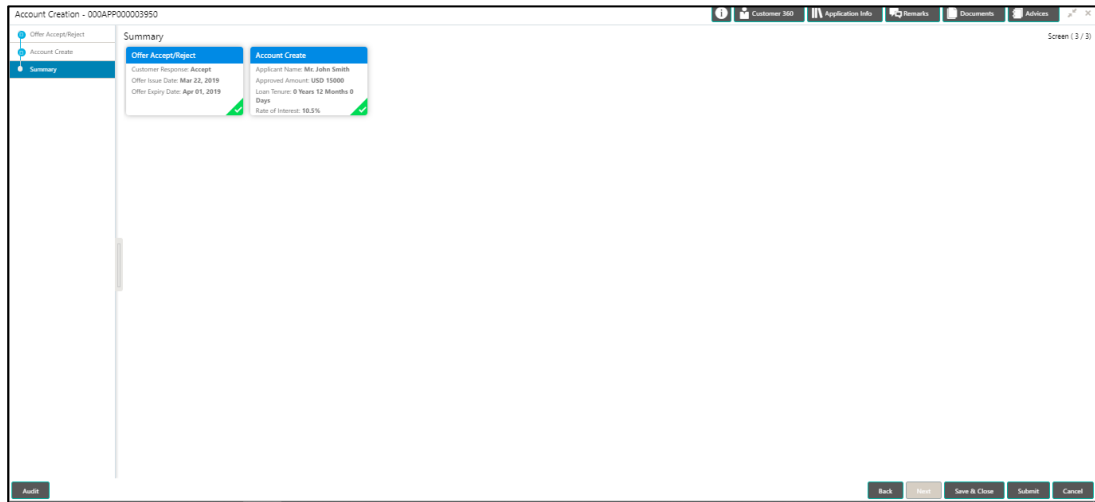 Account Creation - 000APP000003950
Customer 360
Application Info
Remarks
Documents
Advices
Offer Accept/Reject
Account Create
Summary
Summary
Screen ( 3 / 3)
Offer Accept/Reject
Customer Response: Accept
Offer Issue Date: Mar 22, 2019
Offer Expiry Date: Apr 01, 2019
Account Create
Applicant Name: Mr. John Smith
Approved Amount: USD 15000
Loan Tenure: 0 Years 12 Months 0
Days
Rate of Interest: 10.5%
Audit
Back
Next
Save & Close
Submit
Cancel